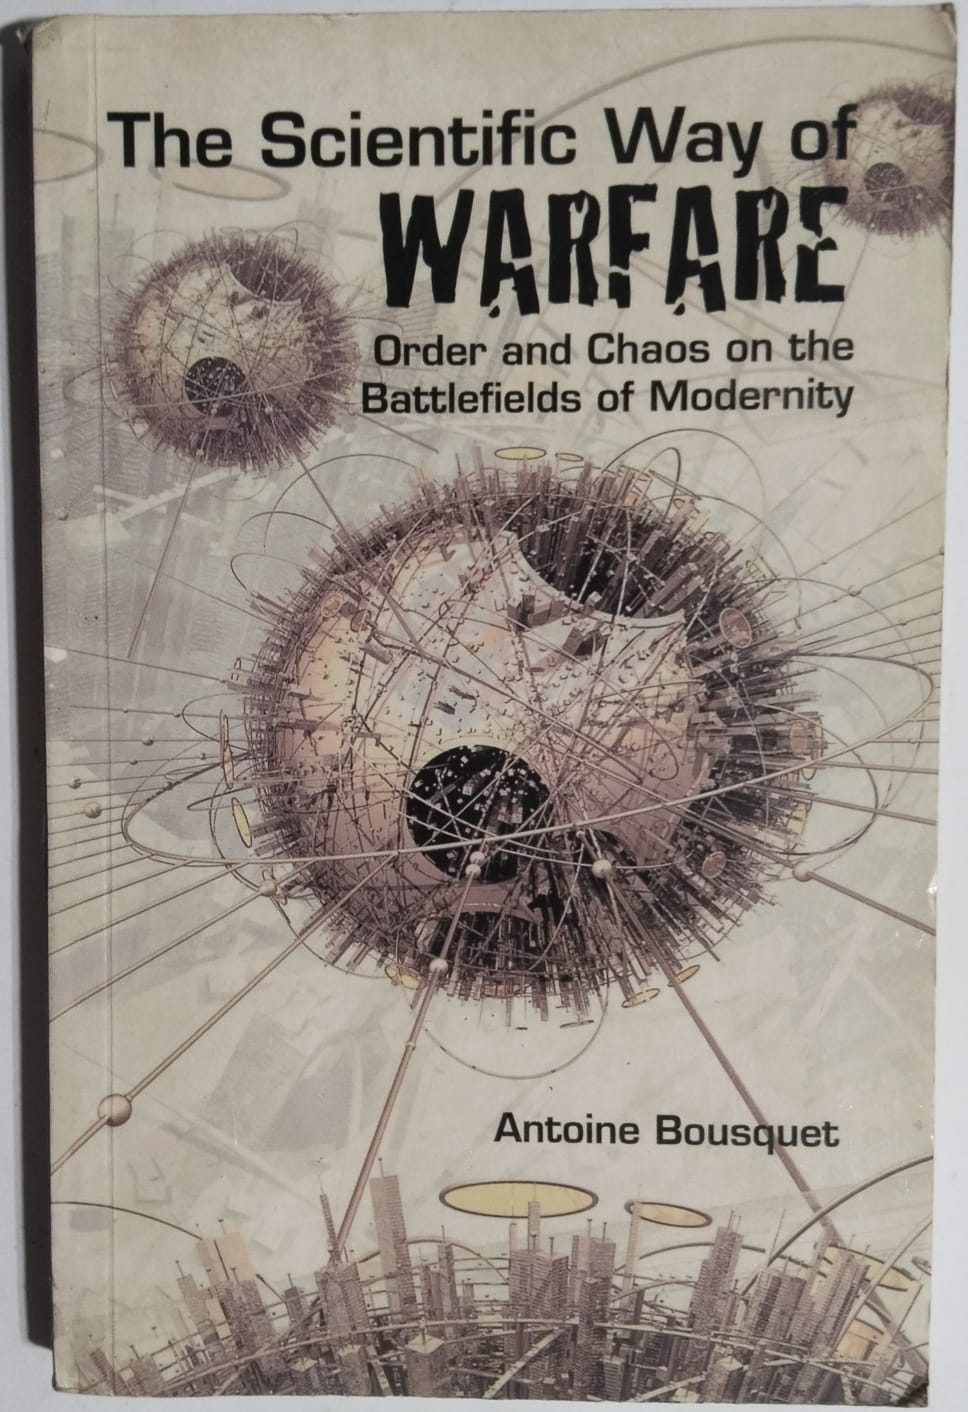 The Scientific Way of
WARFARE
Order and Chaos on the
Battlefields of Modernity
Antoine Bousquet